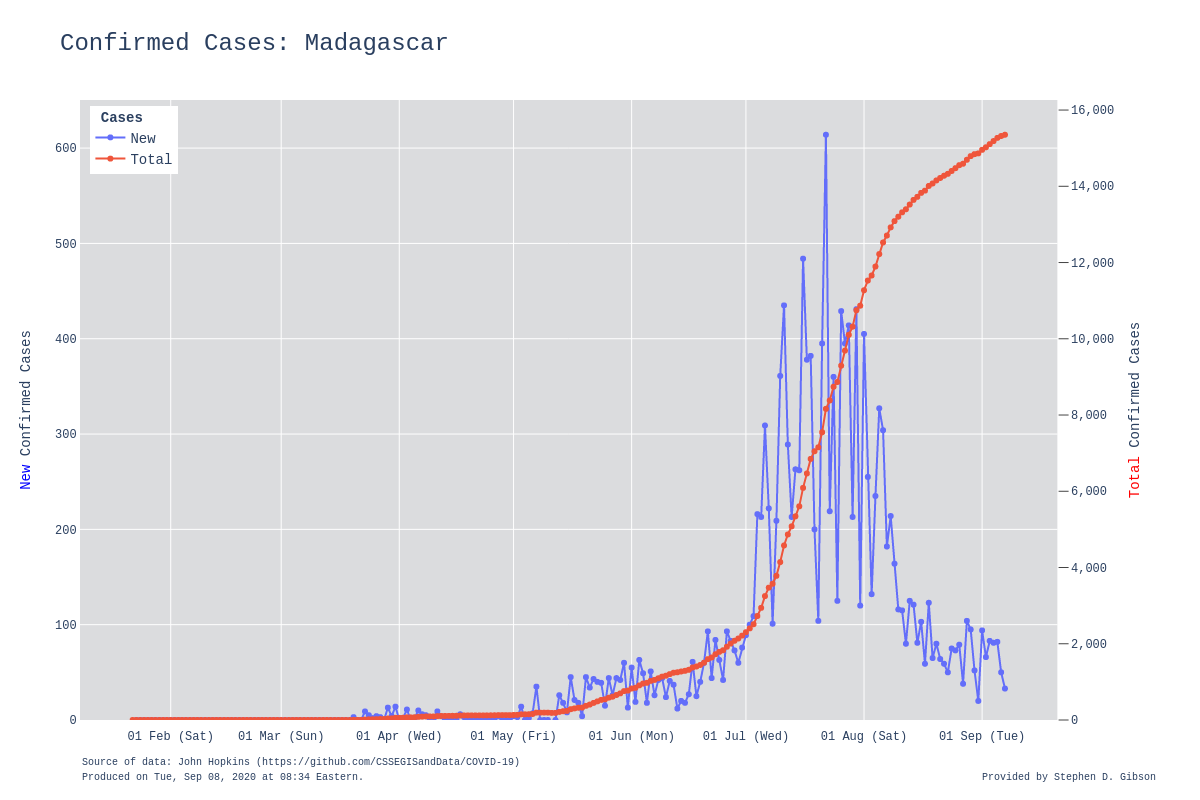 Confirmed Cases: Madagascar
Cases
New
Total
600
500
400
300
200
100
0
16,000
14,000
12,000
10,000
8,000
6,000
4,000
2,000
0
New Confirmed Cases
Total Confirmed Cases
01 Feb (Sat) 01 Mar (Sun) 01 Apr (Wed) 01 May (Fri) 01 Jun (Mon) 01 Jul (Wed) 01 Aug (Sat) 01 Sep (Tue)
Source of data: John Hopkins (https://github.com/CSSEGISandData/COVID-19)
Produced on Tue, Sep 08, 2020 at 08:34 Eastern.
Provided by Stephen D. Gibson